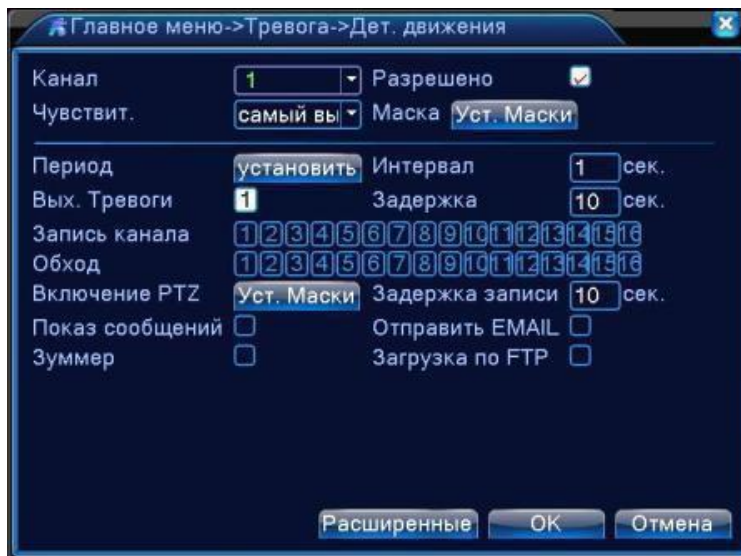 Главное меню->Тревога->Дет. движения
Канал 1 Разрешено
Чувствит. самый вы Маска Уст. Маски
Период установить Интервал 1 сек.
Вых. Тревоги 1 Задержка 10 сек.
Запись канала 1 2 3 4 5 6 7 8 9 10 11 12 13 14 15 16
Обход 1 2 3 4 5 6 7 8 9 10 11 12 13 14 15 16
Включение PTZ Уст. Маски Задержка записи 10 сек.
Показ сообщений Отправить EMAIL
Зуммер Загрузка по FTP
Расширенные OK Отмена